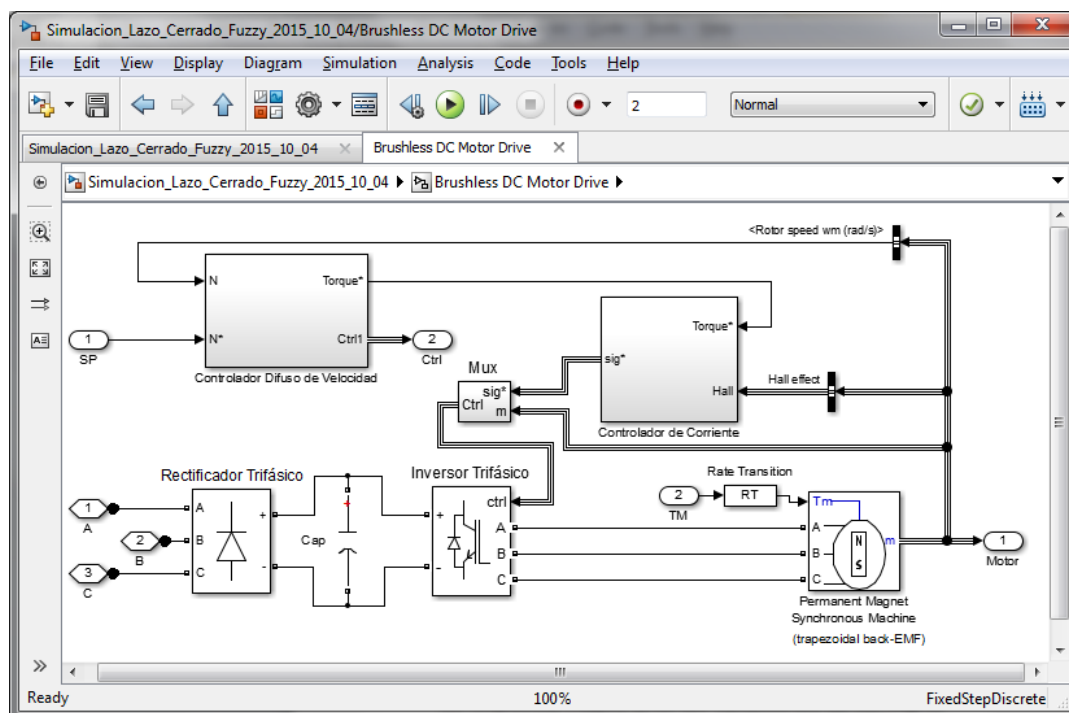 Simulacion_Lazo_Cerrado_Fuzzy_2015_10_04/Brushless DC Motor Drive
File Edit View Display Diagram Simulation Analysis Code Tools Help
2 Normal
Simulacion_Lazo_Cerrado_Fuzzy_2015_10_04 Brushless DC Motor Drive
Simulacion_Lazo_Cerrado_Fuzzy_2015_10_04 Brushless DC Motor Drive
<Rotor speed wm (rad/s)>
N Torque*
Torque*
1 N* Ctrl1 2
SP Ctrl
sig*
Controlador Difuso de Velocidad
Mux
Hall effect
sig*
Ctrl
m
Hall
Controlador de Corriente
Rectificador Trifásico
Inversor Trifásico
Rate Transition
ctrl
2 RT
TM
Tm
1 A + + A A
A
2 B Cap B B N S m 1
B Motor
3 C - - C C
C
Permanent Magnet
Synchronous Machine
(trapezoidal back-EMF)
Ready 100% FixedStepDiscrete